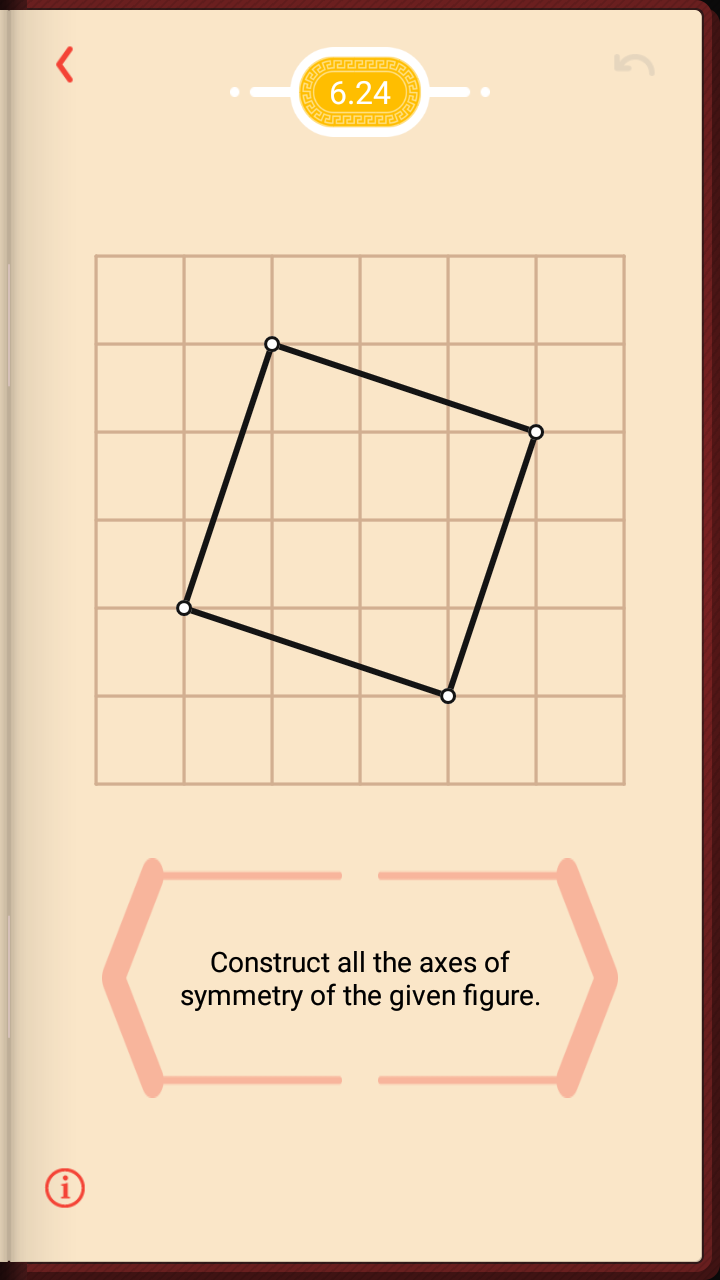 6.24
Construct all the axes of
symmetry of the given figure.
i